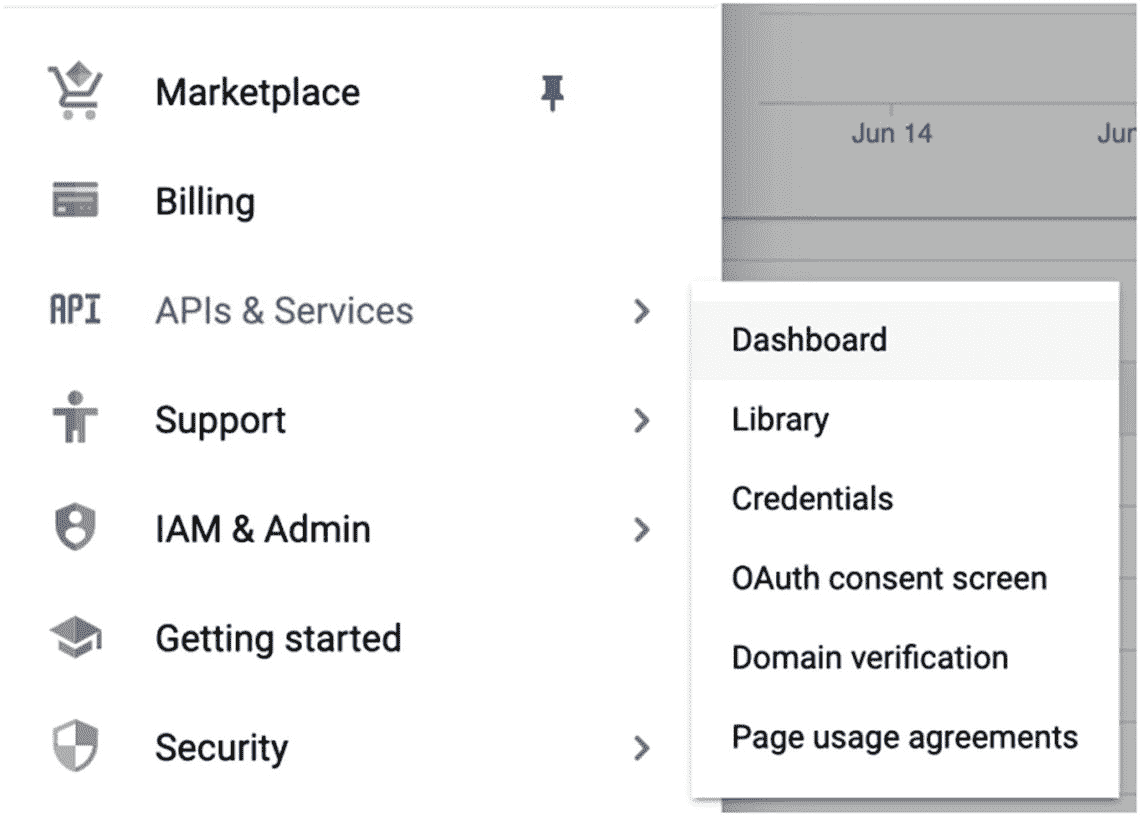 Marketplace
Billing
API APIs & Services
Support
IAM & Admin
Getting started
Security
Jun 14
Jun
Dashboard
Library
Credentials
OAuth consent screen
Domain verification
Page usage agreements